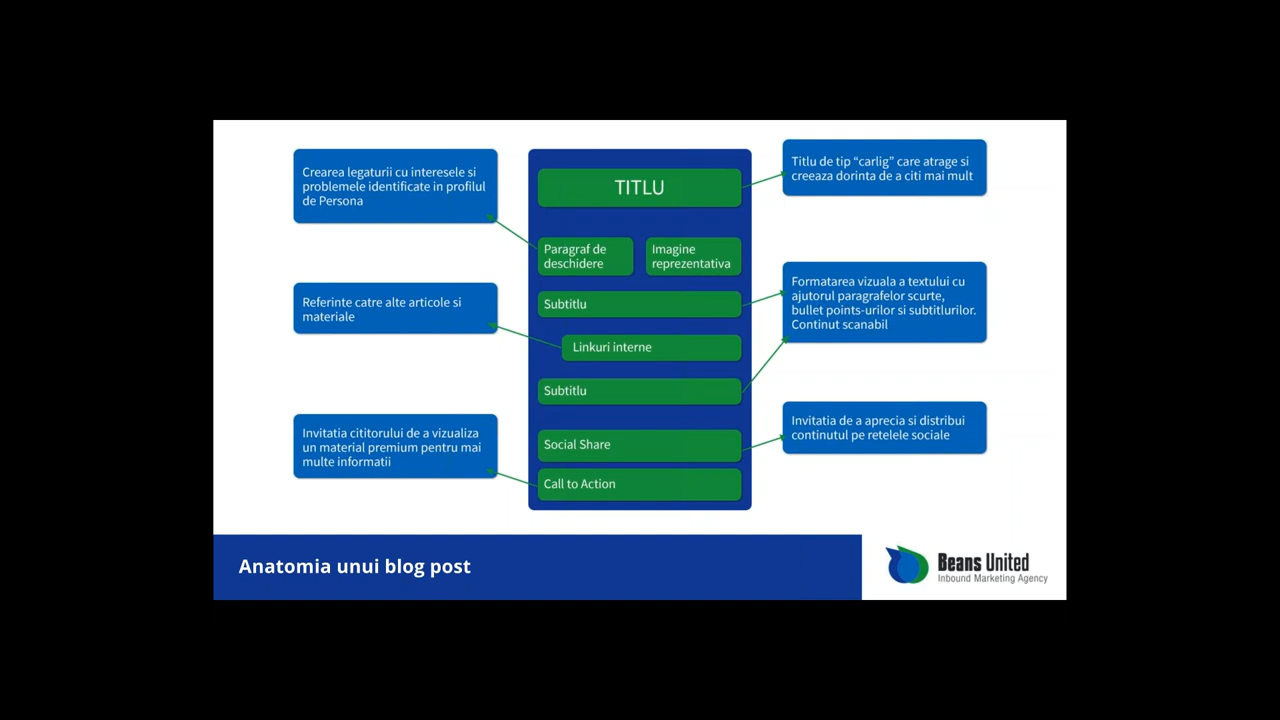 Crearea legaturii cu interesele si
problemele identificate in profilul
de Persona
Referinte catre alte articole si
materiale
Invitatia cititorului de a vizualiza
un material premium pentru mai
multe informatii
TITLU
Paragraf de
deschidere
Imagine
reprezentativa
Subtitlu
Linkuri interne
Subtitlu
Social Share
Call to Action
Titlu de tip “carlig” care atrage si
creeaza dorinta de a citi mai mult
Formatarea vizuala a textului cu
ajutorul paragrafelor scurte,
bullet points-urilor si subtitlurilor.
Continut scanabil
Invitatia de a aprecia si distribui
continutul pe retelele sociale
Anatomia unui blog post
Beans United
Inbound Marketing Agency